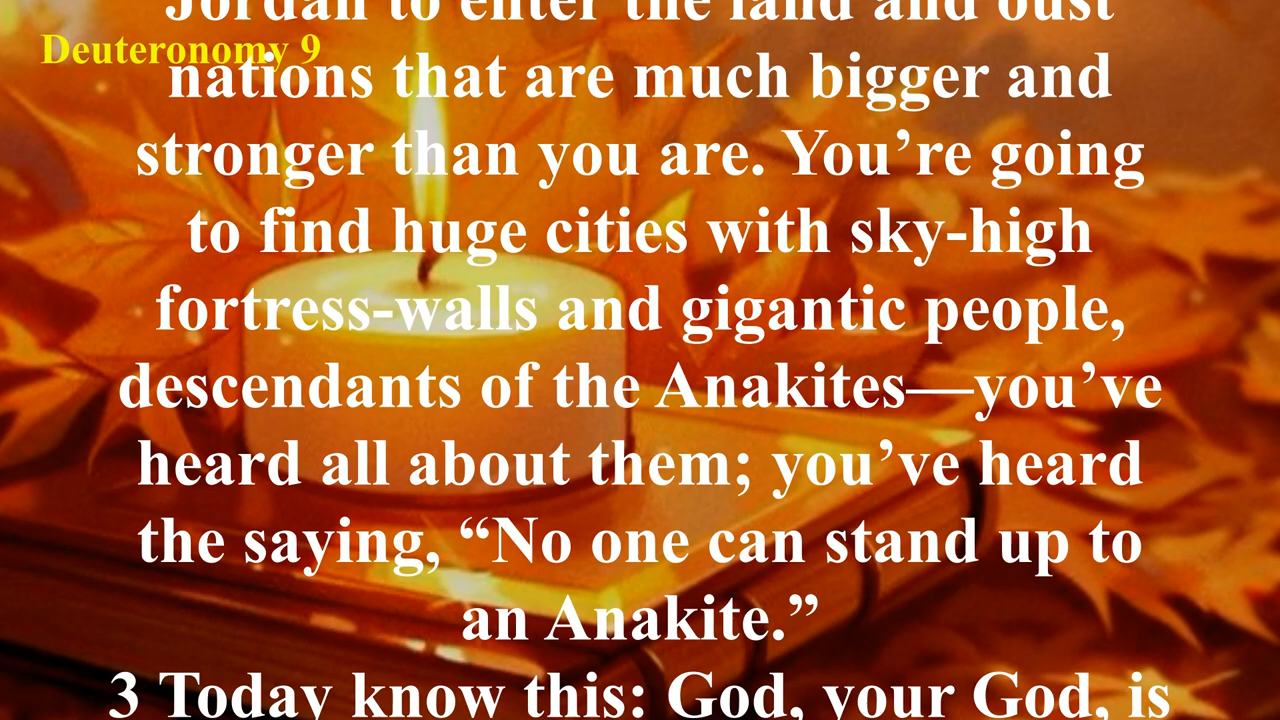 Jordan to enter the land and oust
Deuteronomy 9
nations that are much bigger and
stronger than you are. You’re going
to find huge cities with sky-high
fortress-walls and gigantic people,
descendants of the Anakites—you’ve
heard all about them; you’ve heard
the saying, “No one can stand up to
an Anakite.”
3 Today know this: God, your God, is